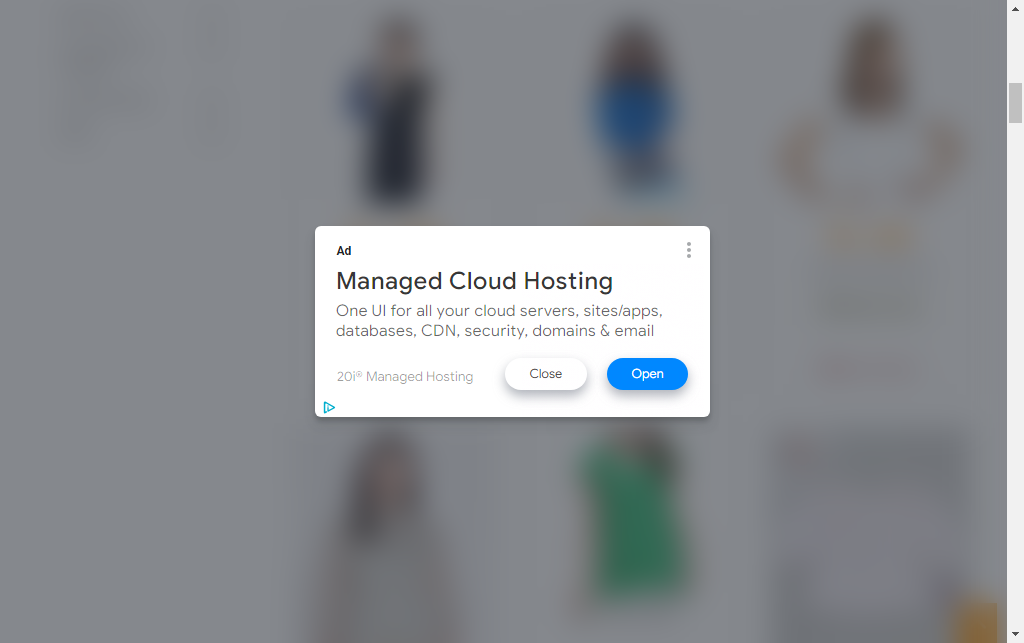 Ad
Managed Cloud Hosting
One UI for all your cloud servers, sites/apps,
databases, CDN, security, domains & email
20i® Managed Hosting
Close
Open